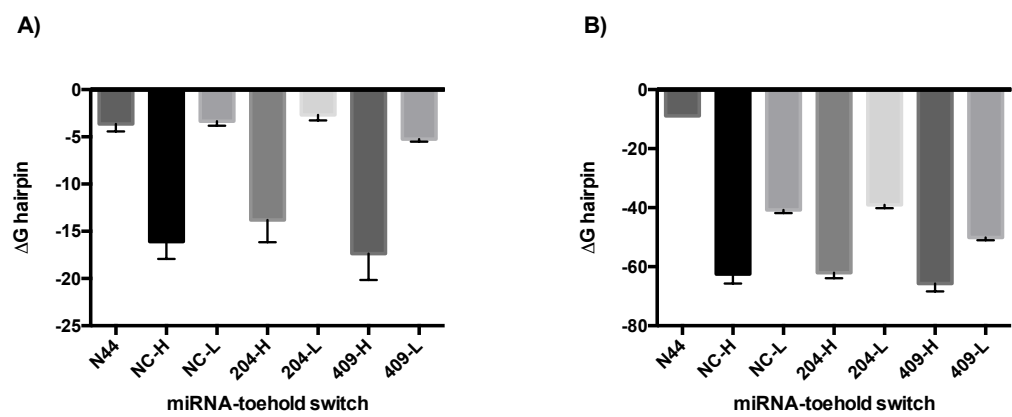 A)
0
-5
-10
-15
-20
-25
ΔG hairpin
N44
NC-H
NC-L
204-H
204-L
409-H
409-L
miRNA-toehold switch
B)
0
-20
-40
-60
-80
ΔG hairpin
N44
NC-H
NC-L
204-H
204-L
409-H
409-L
miRNA-toehold switch